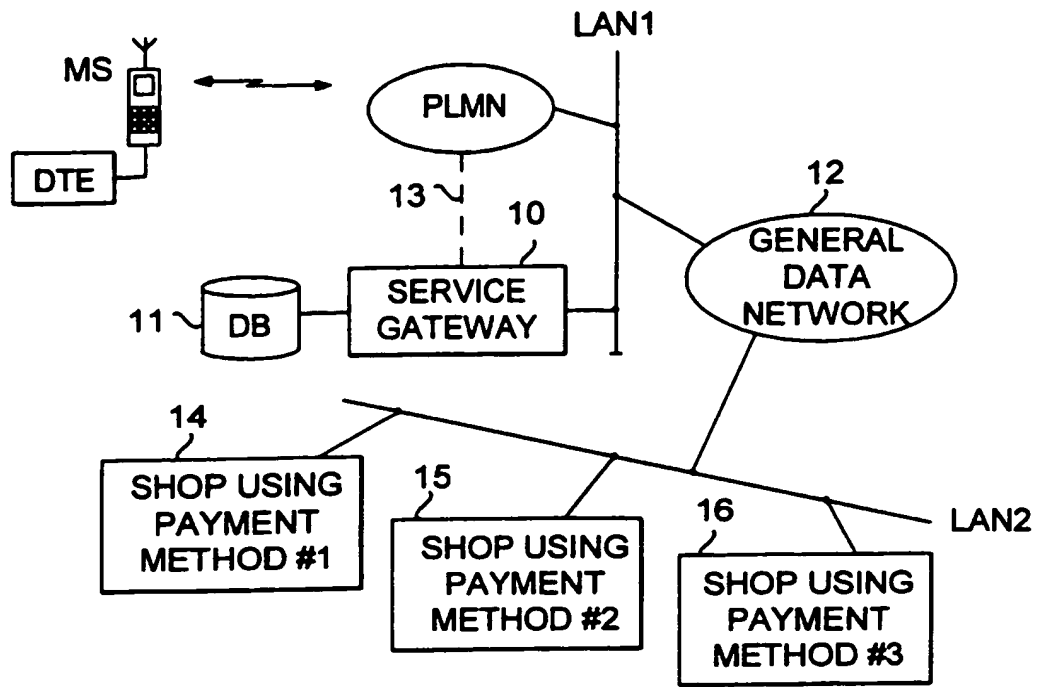 LAN1
MS
PLMN
DTE
13
10
12
GENERAL
DATA
NETWORK
SERVICE
GATEWAY
11
DB
14
SHOP USING
PAYMENT
METHOD #1
15
SHOP USING
PAYMENT
METHOD #2
16
SHOP USING
PAYMENT
METHOD #3
LAN2